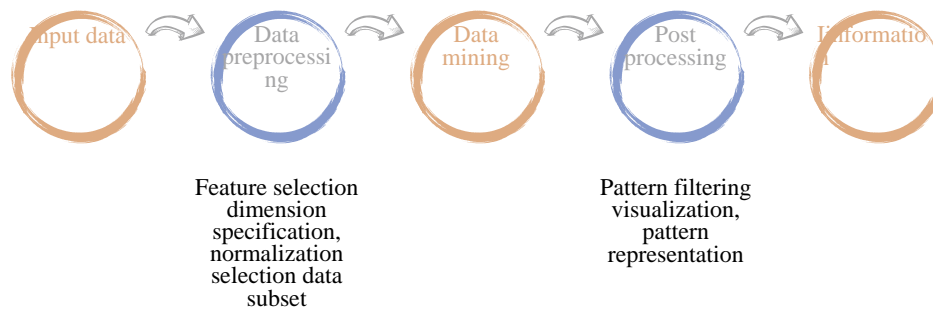 Input data
Data
preprocessi
ng
Data
mining
Post
processing
Feature selection
dimension
specification,
normalization
selection data
subset
Pattern filtering
visualization,
pattern
representation